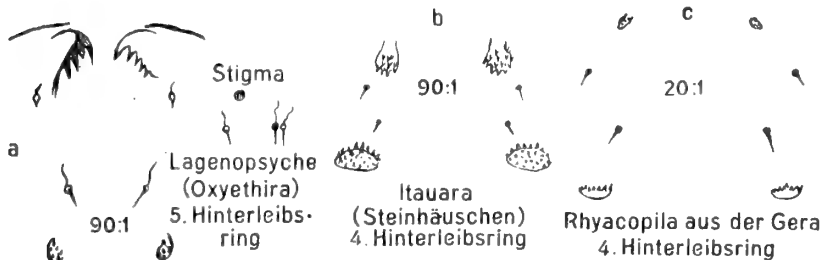 a
90:1
Stigma
Lagenopsyche
(Oxyethira)
5. Hinterleibs-
ring
b
90:1
Itauara
(Steinhäuschen)
4. Hinterleibsring
c
20:1
Rhyacopila aus der Gera
4. Hinterleibsring